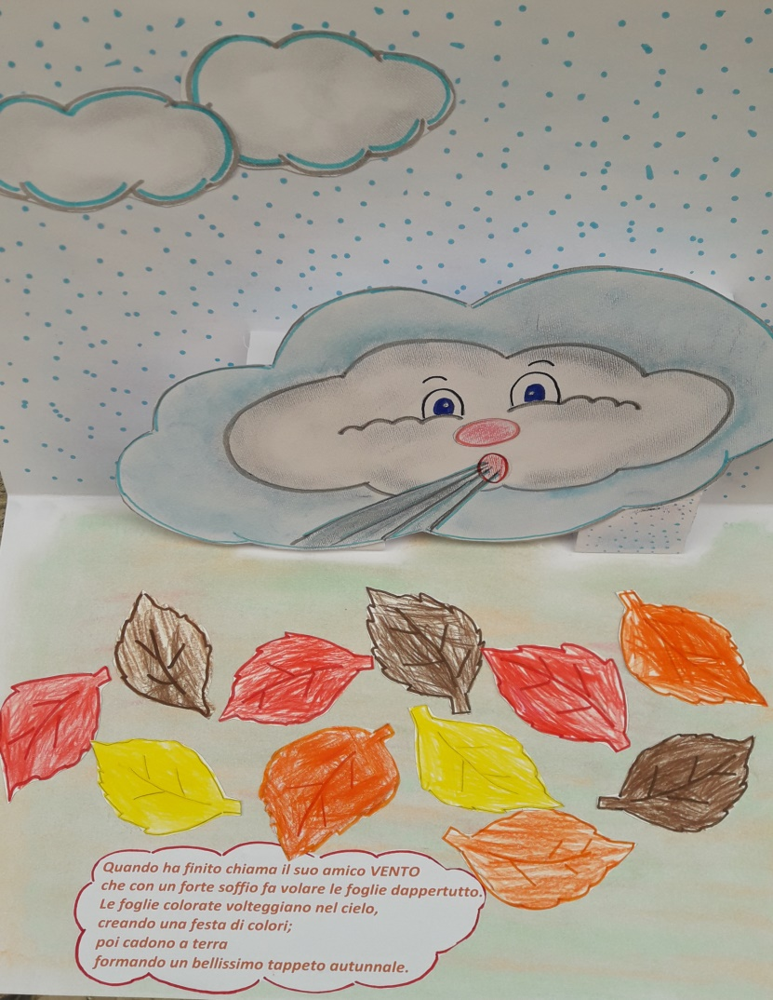 Quando ha finito chiama il suo amico VENTO
che con un forte soffio fa volare le foglie dappertutto.
Le foglie colorate volteggiano nel cielo,
creando una festa di colori;
poi cadono a terra
formando un bellissimo tappeto autunnale.